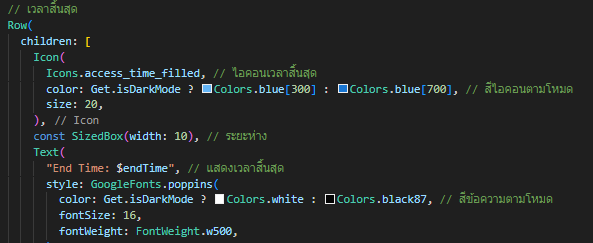 // เวลาสิ้นสุด
Row(
children: [
Icon(
Icons.access_time_filled, // ไอคอนเวลาสิ้นสุด
color: Get.isDarkMode ? Colors.blue[300] : Colors.blue[700], // สีไอคอนตามโหมด
size: 20,
), // Icon
const SizedBox(width: 10), // ระยะห่าง
Text(
"End Time: $endTime", // แสดงเวลาสิ้นสุด
style: GoogleFonts.poppins(
color: Get.isDarkMode ? Colors.white : Colors.black87, // สีข้อความตามโหมด
fontSize: 16,
fontWeight: FontWeight.w500,